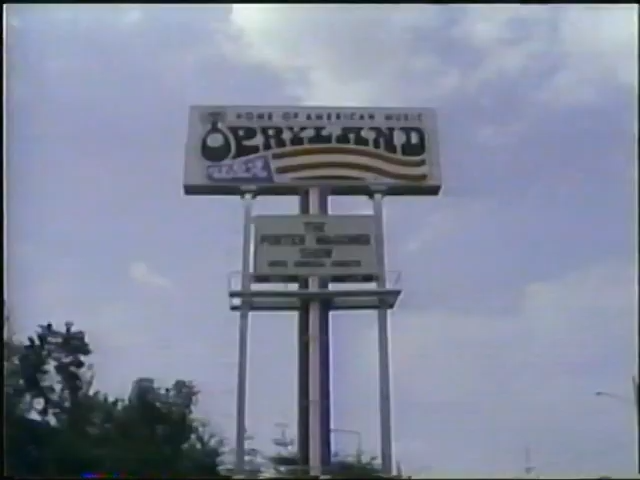 HOME OF AMERICAN MUSIC
OPRYLAND
U.S.A.
THE
PORTER WAGONER
SHOW